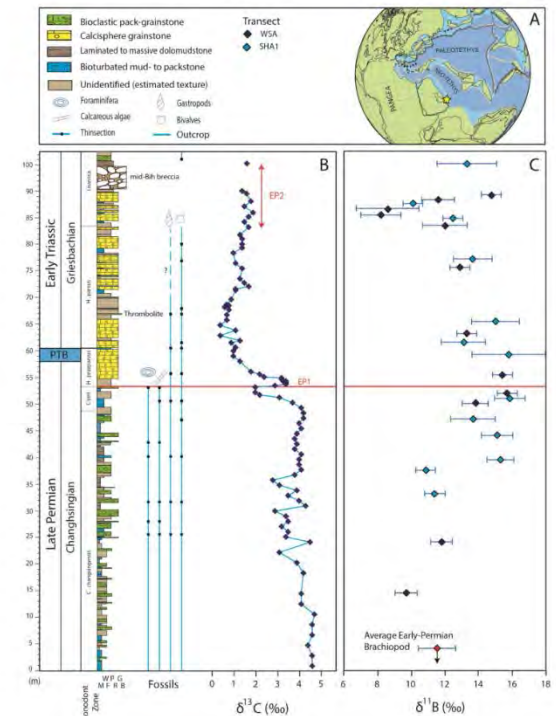 Bioclastic pack-grainstone
Calcisphere grainstone
Laminated to massive dolomudstone
Bioturbated mud- to packstone
Unidentified (estimated texture)
Foraminifera
Calcareous algae
Thinsection
Gastropods
Bivalves
Outcrop
Transect
WSA
SHA1
A
PANGEA
PALEOTETHYS
NEOTETHYS
B
C
Early Triassic
Late Permian
PTB
Griesbachian
Changhsingian
H. parvus
C. changxingensis
mid-Bih breccia
Thrombolite
?
EP2
EP1
100
95
90
85
80
75
70
65
60
55
50
45
40
35
30
25
20
15
10
5
(m)
Zone
W P G
M F R B
Fossils
0 1 2 3 4 5 6
δ¹³C (‰)
Average Early-Permian
Brachiopod
6 8 10 12 14 16 18
δ¹¹B (‰)